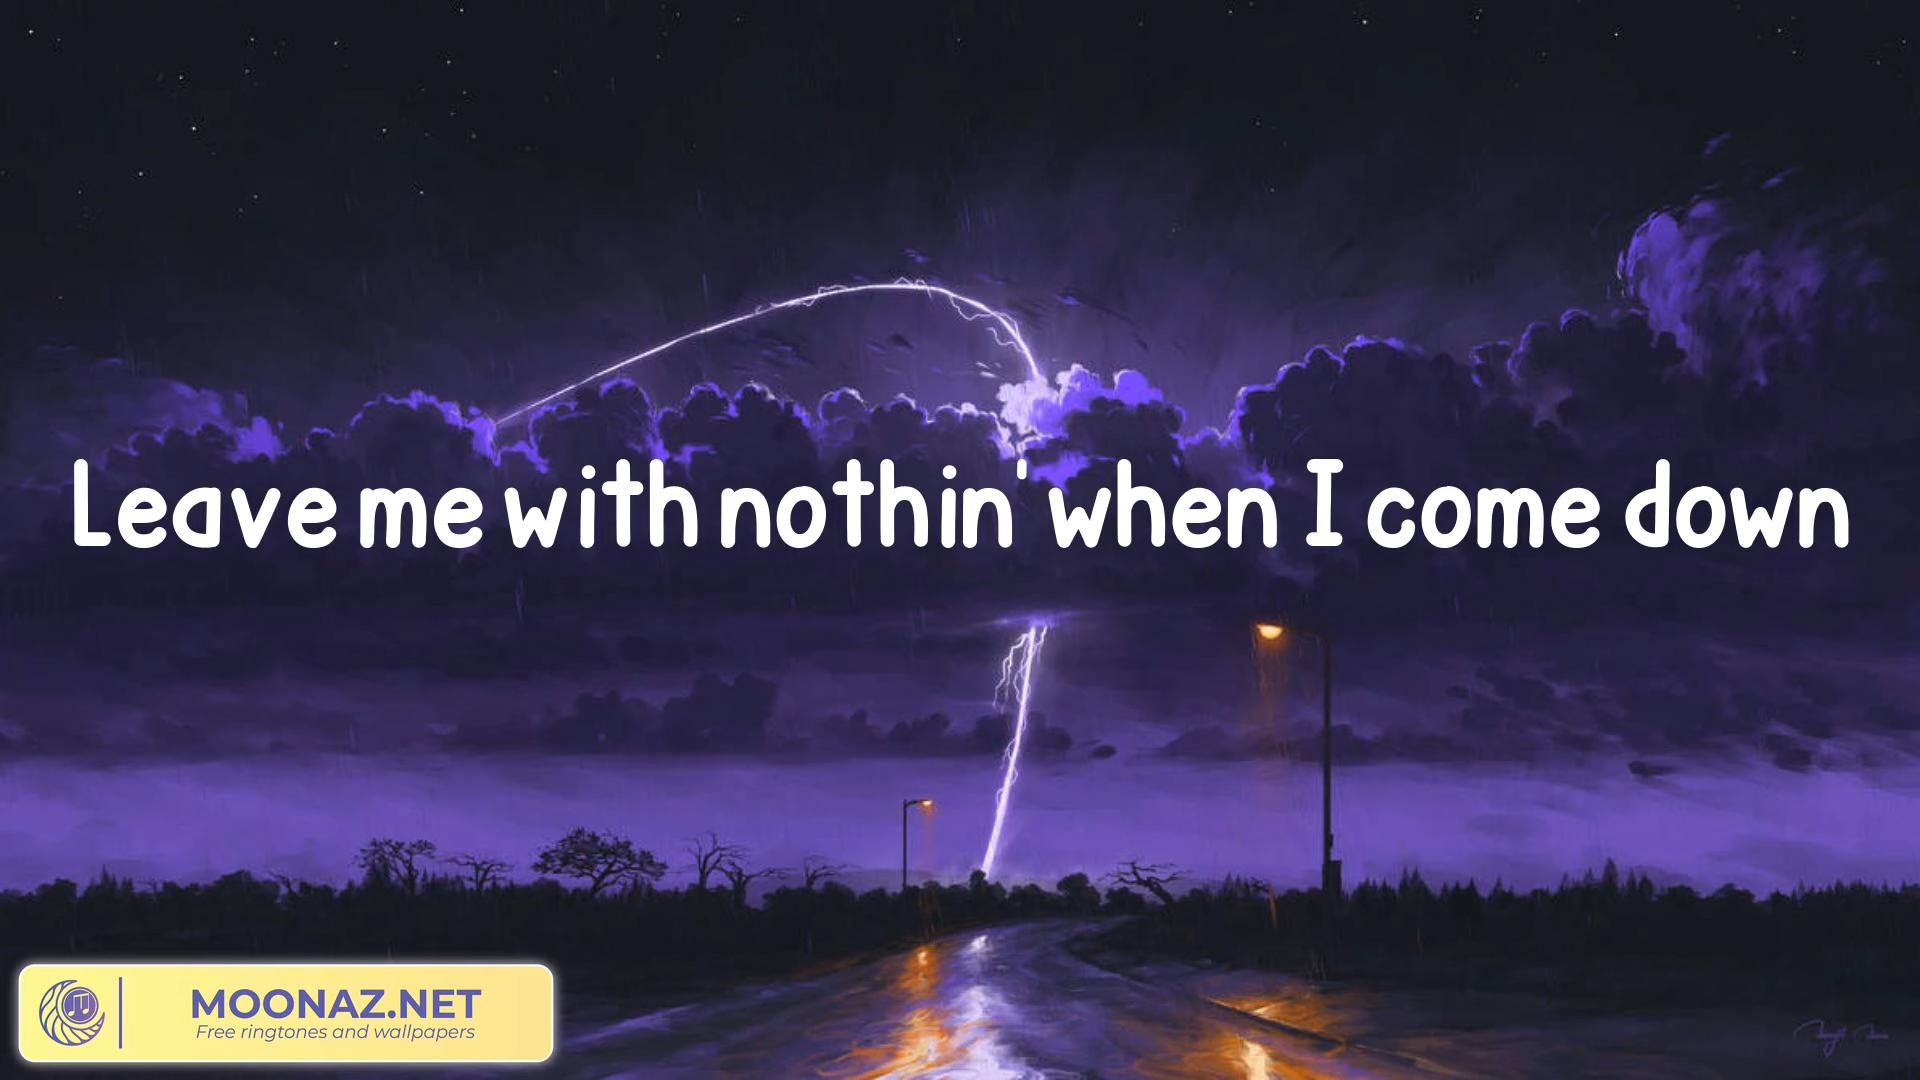 Leave me with nothin' when I come down
MOONAZ.NET
Free ringtones and wallpapers